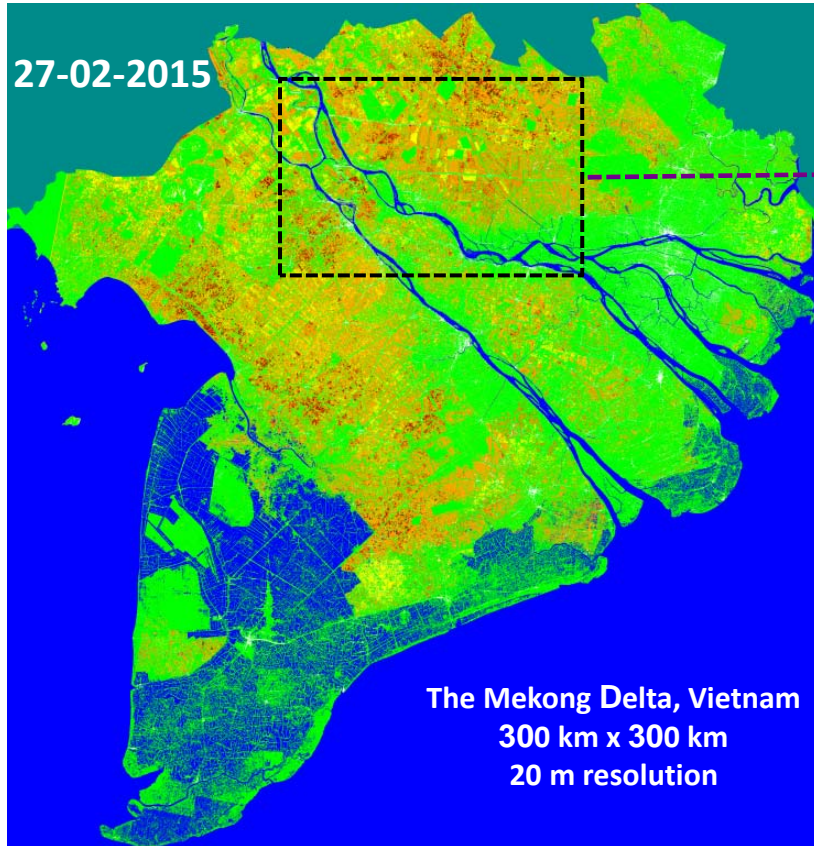 27-02-2015
The Mekong Delta, Vietnam
300 km x 300 km
20 m resolution